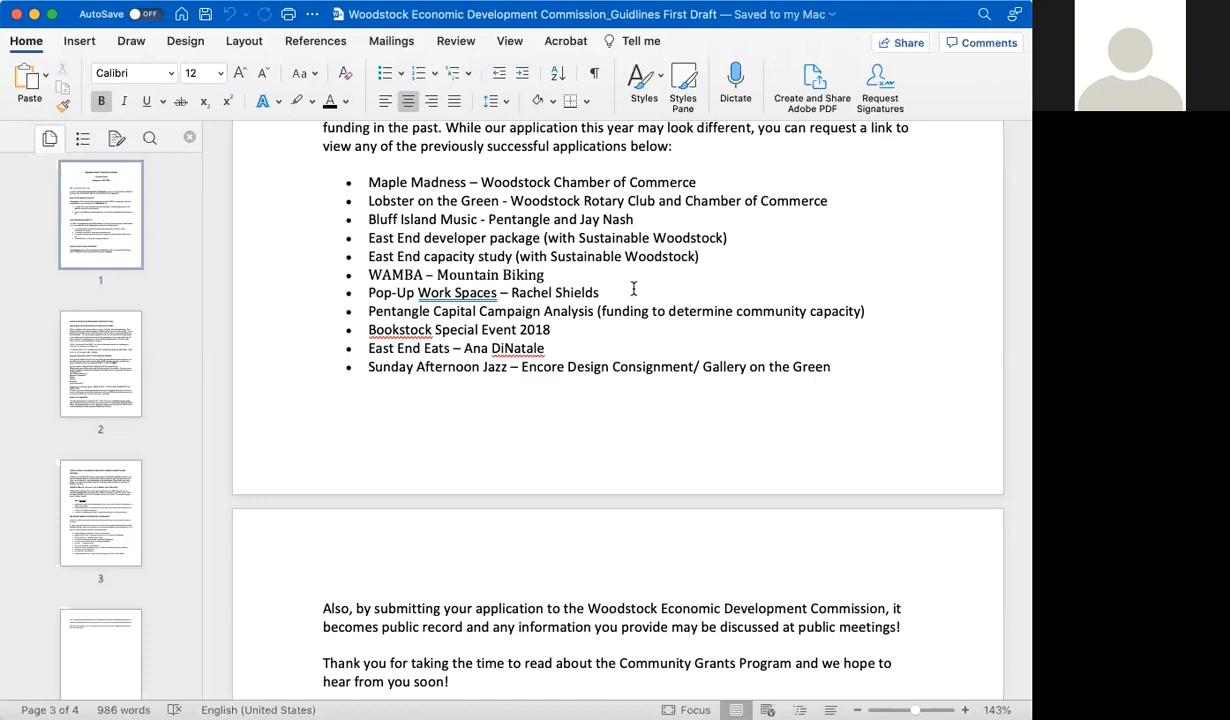 AutoSave OFF Woodstock Economic Development Commission_Guidlines First Draft — Saved to my Mac
Home Insert Draw Design Layout References Mailings Review View Acrobat Tell me Share Comments
Paste Calibri 12 Styles Styles Pane Dictate Create and Share Adobe PDF Request Signatures
funding in the past. While our application this year may look different, you can request a link to
view any of the previously successful applications below:
• Maple Madness – Woodstock Chamber of Commerce
• Lobster on the Green - Woodstock Rotary Club and Chamber of Commerce
• Bluff Island Music - Pentangle and Jay Nash
• East End developer package (with Sustainable Woodstock)
• East End capacity study (with Sustainable Woodstock)
• WAMBA – Mountain Biking
• Pop-Up Work Spaces – Rachel Shields
• Pentangle Capital Campaign Analysis (funding to determine community capacity)
• Bookstock Special Event 2018
• East End Eats – Ana DiNatale
• Sunday Afternoon Jazz – Encore Design Consignment/ Gallery on the Green
Also, by submitting your application to the Woodstock Economic Development Commission, it
becomes public record and any information you provide may be discussed at public meetings!
Thank you for taking the time to read about the Community Grants Program and we hope to
hear from you soon!
1
2
3
Page 3 of 4 986 words English (United States) Focus 143%